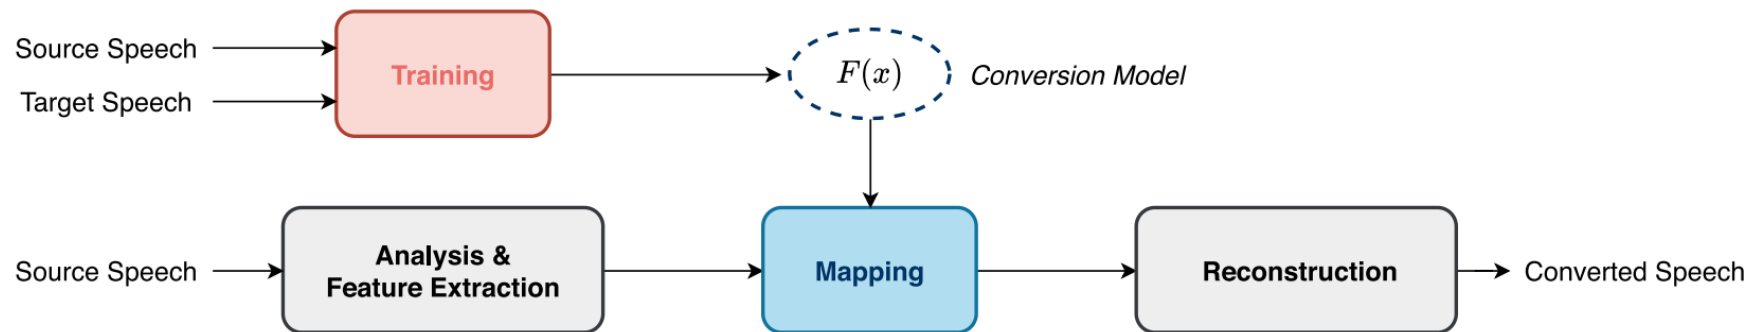 Source Speech
Target Speech
Training
F(x)
Conversion Model
Source Speech
Analysis &
Feature Extraction
Mapping
Reconstruction
Converted Speech